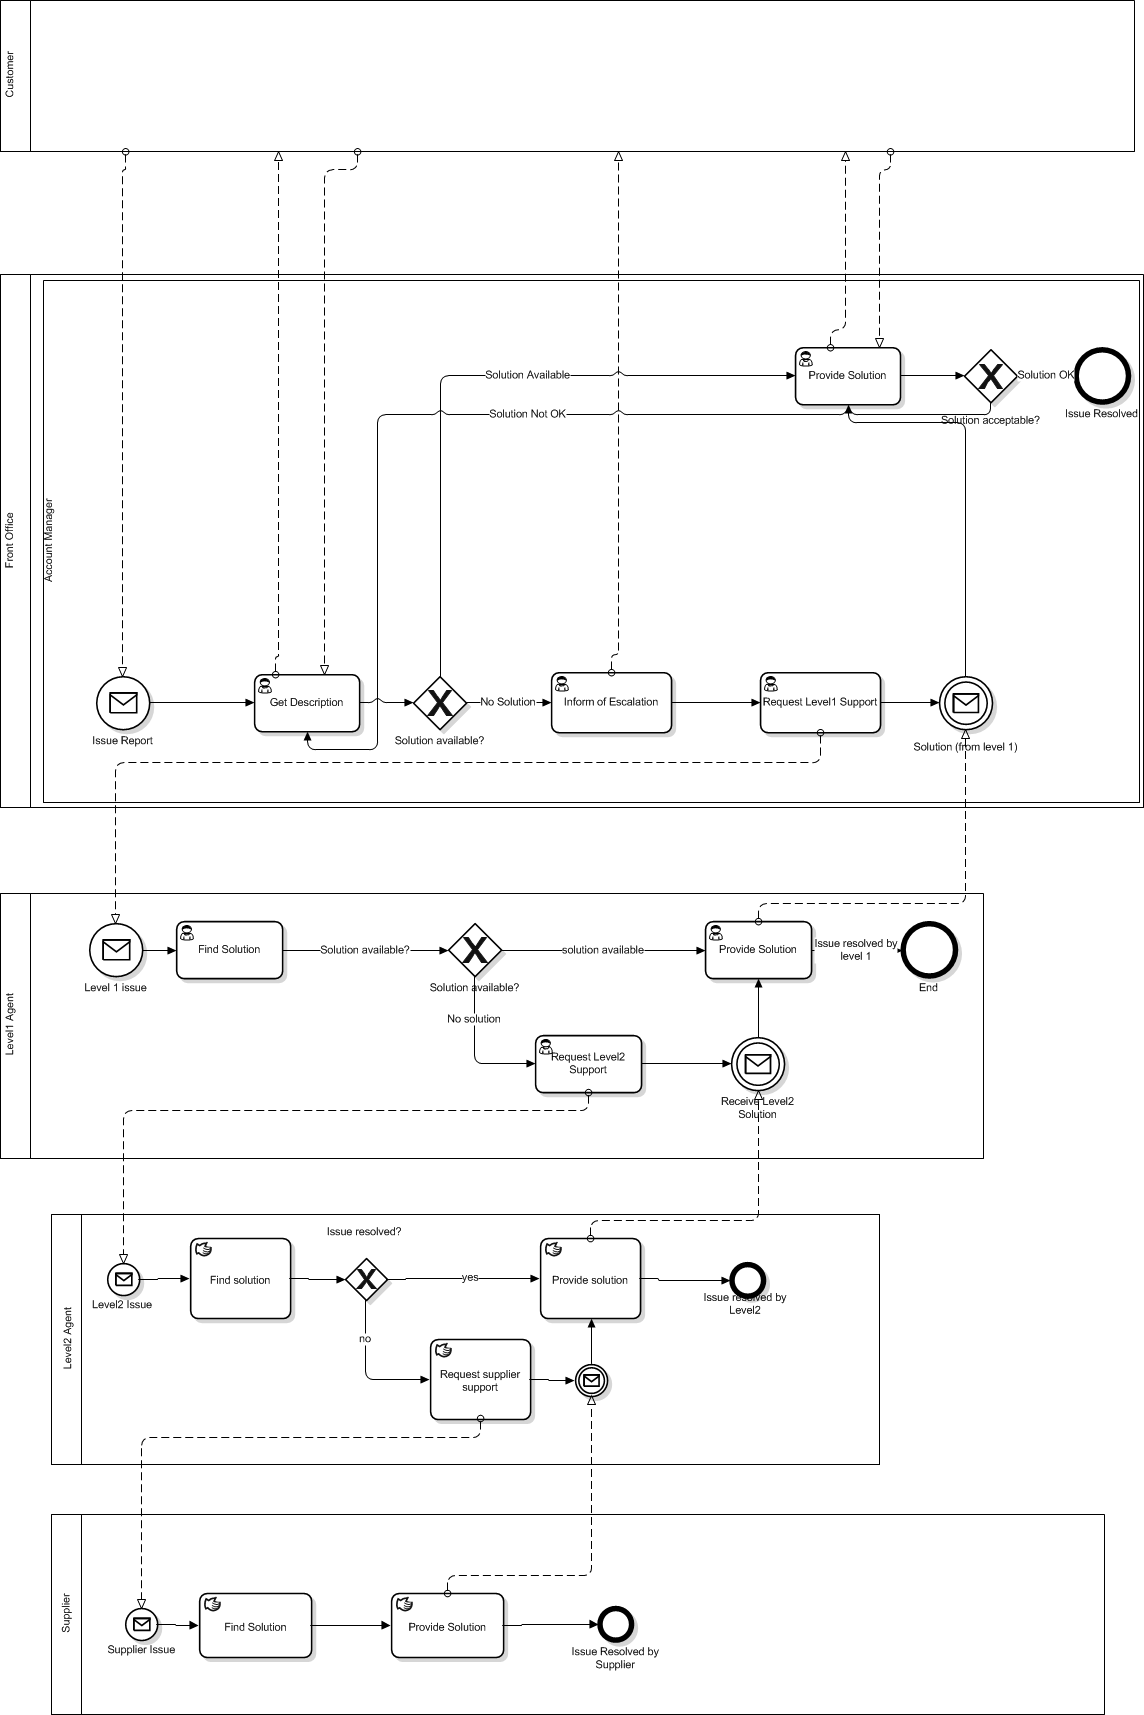 Customer
Front Office
Account Manager
Solution Available
Provide Solution
Solution OK
Solution acceptable?
Issue Resolved
Solution Not OK
Issue Report
Get Description
Solution available?
No Solution
Inform of Escalation
Request Level1 Support
Solution (from level 1)
Level1 Agent
Level 1 issue
Find Solution
Solution available?
Solution available?
solution available
Provide Solution
Issue resolved by
level 1
End
No solution
Request Level2
Support
Receive Level2
Solution
Level2 Agent
Issue resolved?
Level2 Issue
Find solution
yes
Provide solution
Issue resolved by
Level2
no
Request supplier
support
Supplier
Supplier Issue
Find Solution
Provide Solution
Issue Resolved by
Supplier